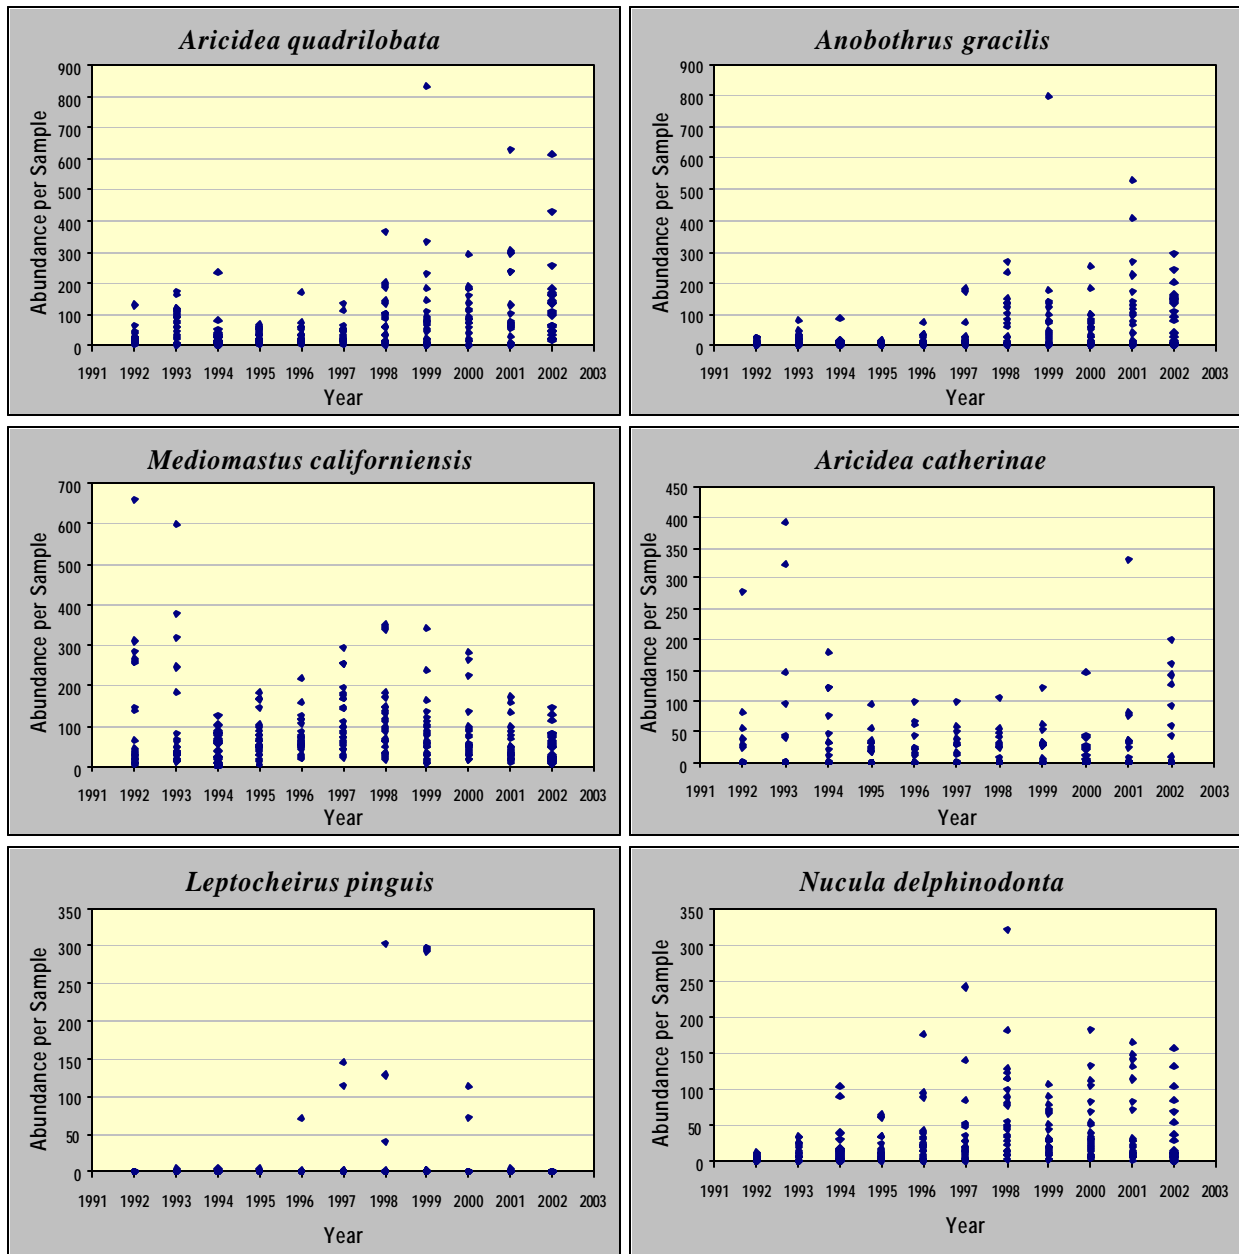 Aricidea quadrilobata
Abundance per Sample
900
800
700
600
500
400
300
200
100
0
1991 1992 1993 1994 1995 1996 1997 1998 1999 2000 2001 2002 2003
Year
Anobothrus gracilis
Abundance per Sample
900
800
700
600
500
400
300
200
100
0
1991 1992 1993 1994 1995 1996 1997 1998 1999 2000 2001 2002 2003
Year
Mediomastus californiensis
Abundance per Sample
700
600
500
400
300
200
100
0
1991 1992 1993 1994 1995 1996 1997 1998 1999 2000 2001 2002 2003
Year
Aricidea catherinae
Abundance per Sample
450
400
350
300
250
200
150
100
50
0
1991 1992 1993 1994 1995 1996 1997 1998 1999 2000 2001 2002 2003
Year
Leptocheirus pinguis
Abundance per Sample
350
300
250
200
150
100
50
0
1991 1992 1993 1994 1995 1996 1997 1998 1999 2000 2001 2002 2003
Year
Nucula delphinodonta
Abundance per Sample
350
300
250
200
150
100
50
0
1991 1992 1993 1994 1995 1996 1997 1998 1999 2000 2001 2002 2003
Year